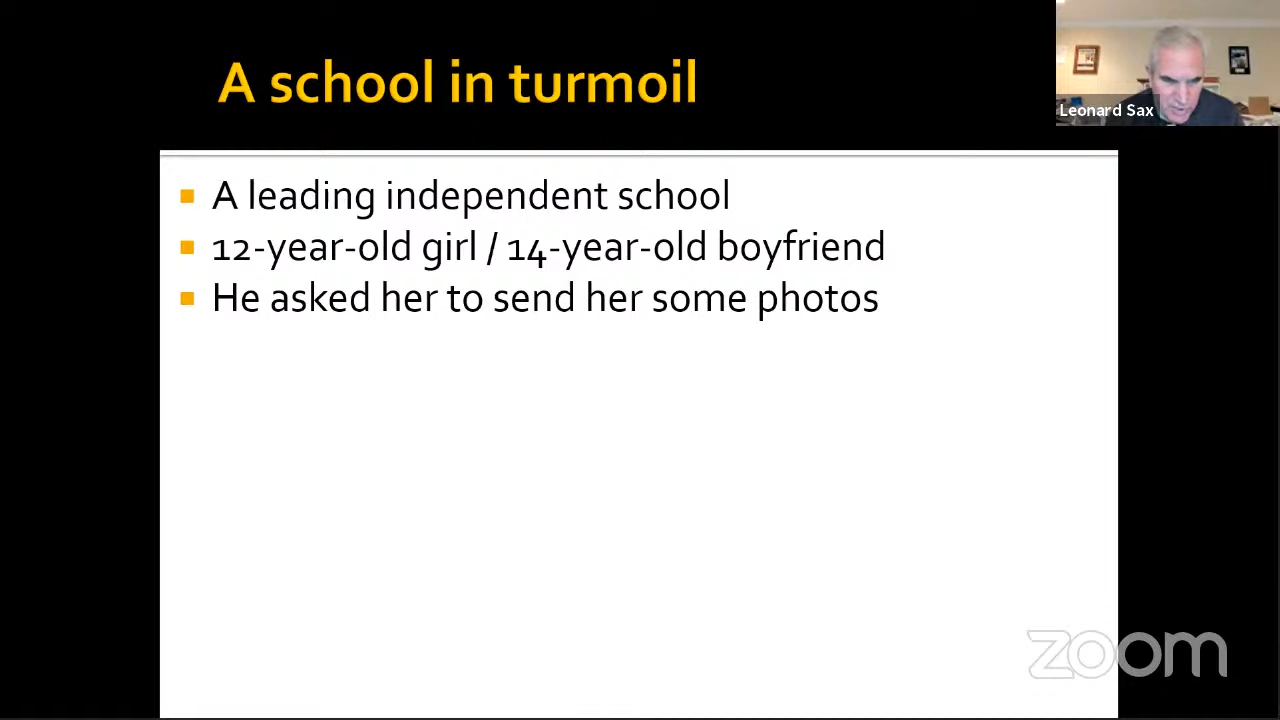 A school in turmoil
Leonard Sax
A leading independent school
12-year-old girl / 14-year-old boyfriend
He asked her to send her some photos
zoom